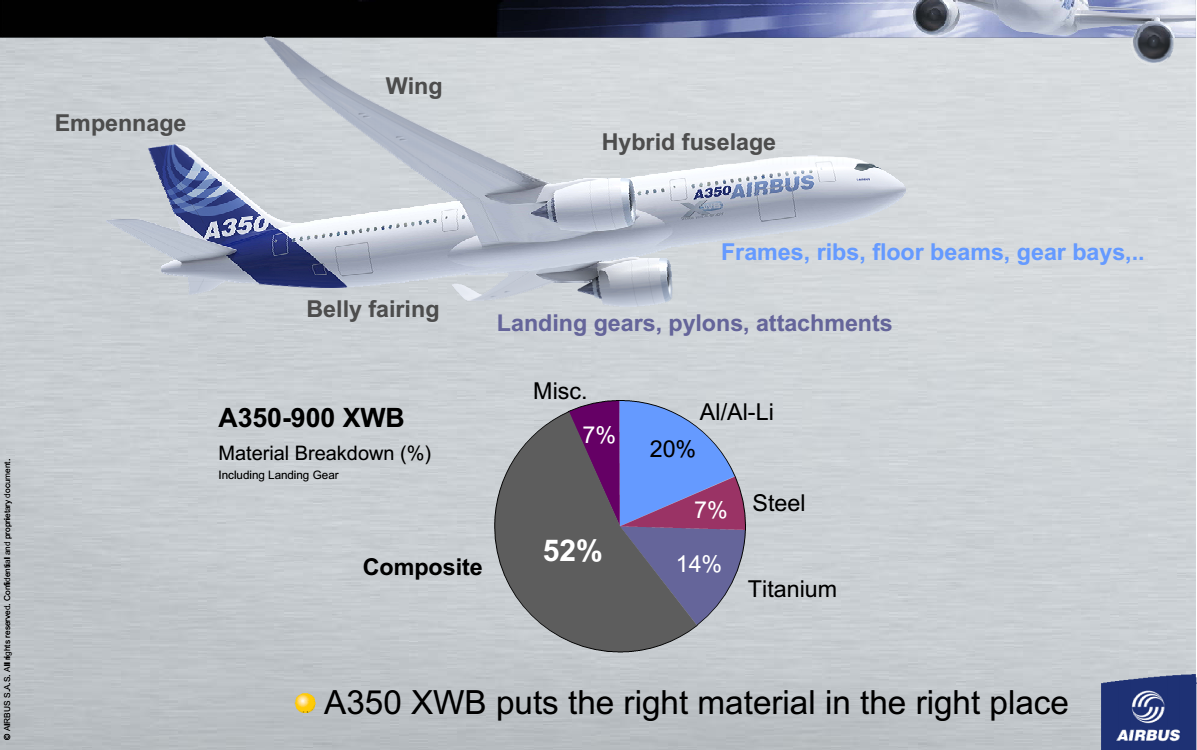 Wing
Empennage
Hybrid fuselage
A350 AIRBUS
A350
Frames, ribs, floor beams, gear bays,..
Belly fairing
Landing gears, pylons, attachments
A350-900 XWB
Material Breakdown (%)
Including Landing Gear
Misc.
7%
Al/Al-Li
20%
Steel
7%
Titanium
14%
Composite
52%
A350 XWB puts the right material in the right place
© AIRBUS S.A.S. All rights reserved. Confidential and proprietary document.
AIRBUS